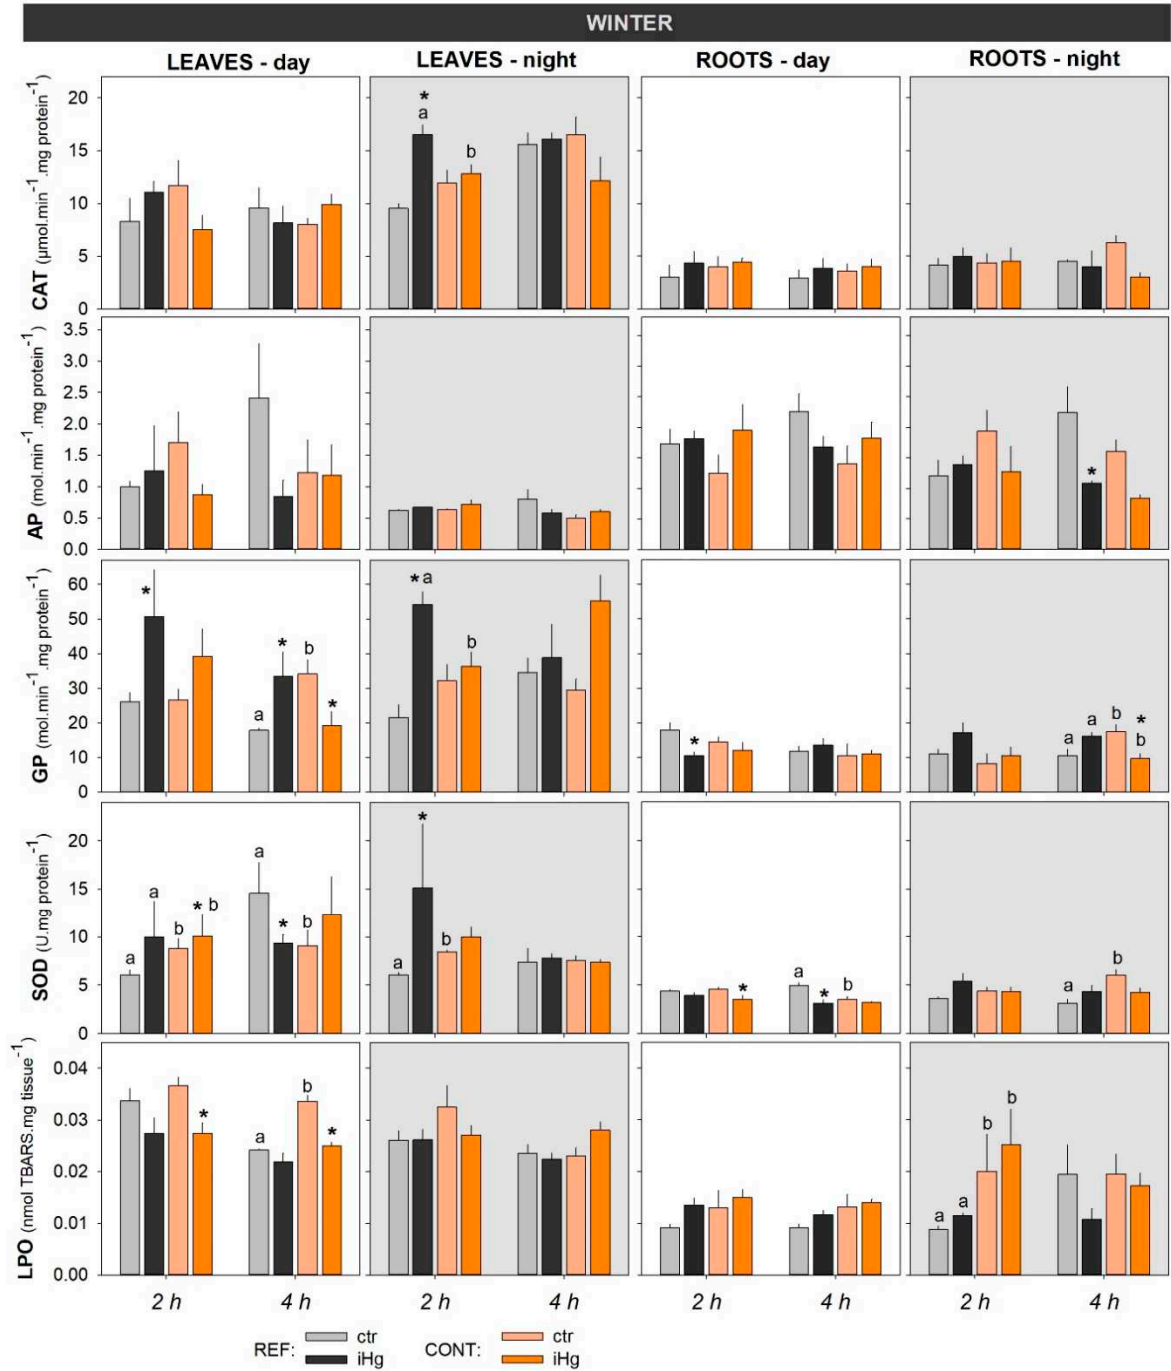 WINTER
LEAVES - day LEAVES - night ROOTS - day ROOTS - night
CAT (µmol.min⁻¹.mg protein⁻¹)
20
15
10
5
0
* a b
AP (mol.min⁻¹.mg protein⁻¹)
3.5
3.0
2.5
2.0
1.5
1.0
0.5
0.0
*
GP (mol.min⁻¹.mg protein⁻¹)
60
50
40
30
20
10
0
* a * b *
* a b
*
a a b * b
SOD (U.mg protein⁻¹)
20
15
10
5
0
a a b * b a * b
a * b
* a * b
a b
LPO (nmol TBARS.mg tissue⁻¹)
0.04
0.03
0.02
0.01
0.00
* a b *
a a b b
2 h 4 h 2 h 4 h 2 h 4 h 2 h 4 h
REF: ctr CONT: ctr
iHg iHg